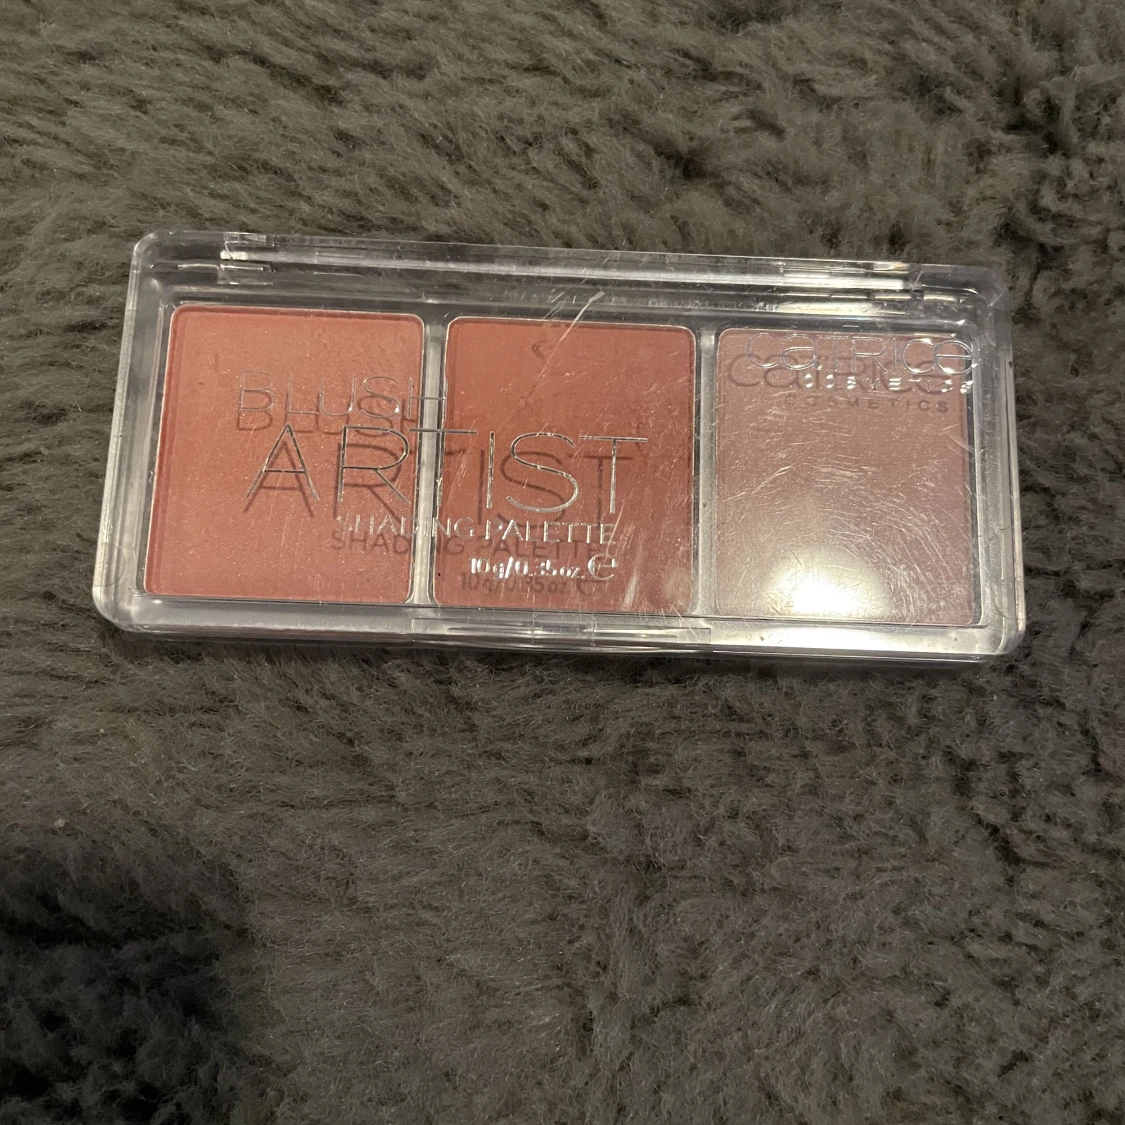 CATRICE
COSMETICS
BLUSH
ARTIST
SHADING PALETTE
10g/0.35oz.℮